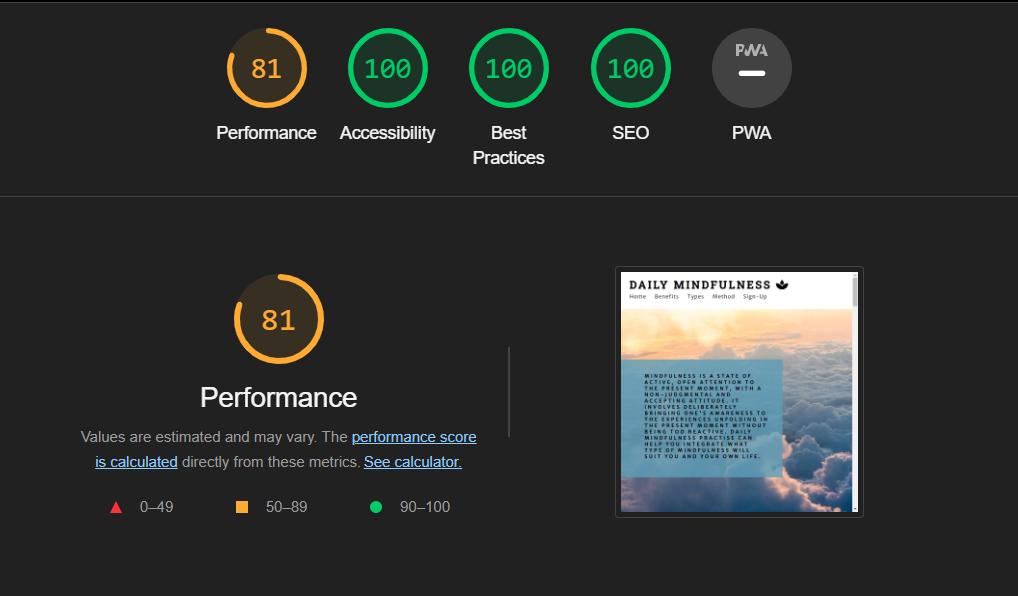 81
100
100
100
PWA
Performance
Accessibility
Best
Practices
SEO
PWA
81
Performance
Values are estimated and may vary. The performance score
is calculated directly from these metrics. See calculator.
0–49
50–89
90–100
DAILY MINDFULNESS
Home Benefits Types Method Sign-Up
MINDFULNESS IS A STATE OF
ACTIVE, OPEN ATTENTION TO
THE PRESENT MOMENT, WITH A
NON-JUDGMENTAL AND
ACCEPTING ATTITUDE. IT
INVOLVES DELIBERATELY
BRINGING ONE'S AWARENESS TO
THE EXPERIENCES UNFOLDING IN
THE PRESENT MOMENT WITHOUT
BEING TOO REACTIVE. DAILY
MINDFULNESS PRACTISE CAN
HELP YOU INTEGRATE WHAT
TYPE OF MINDFULNESS WILL
SUIT YOU AND YOUR OWN LIFE.